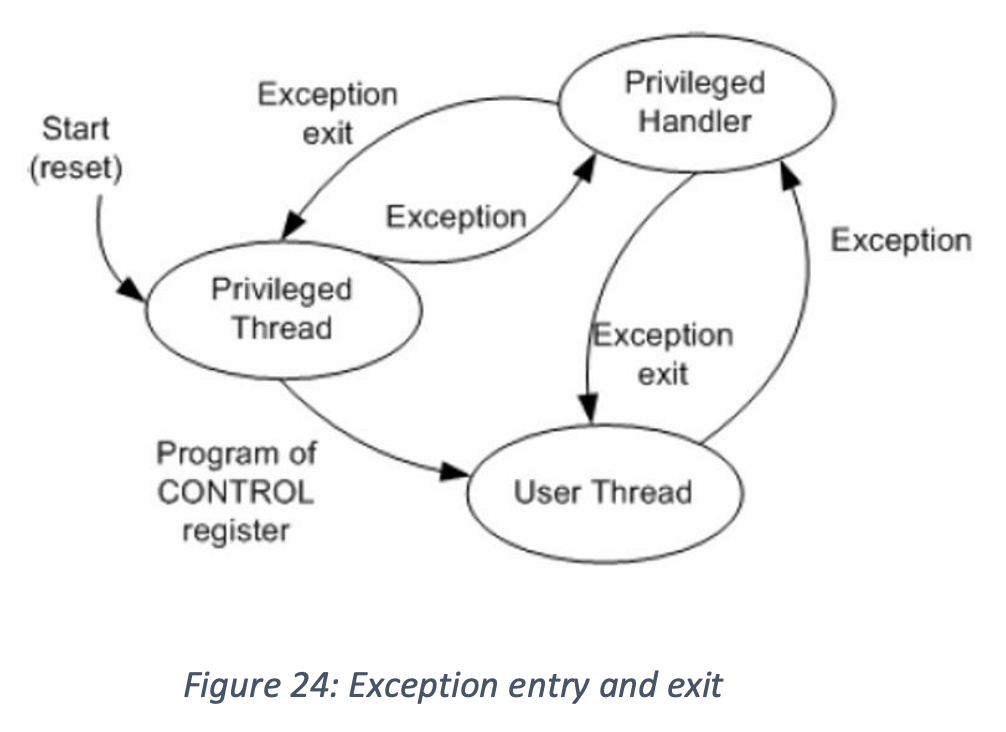 Privileged
Handler
Exception
exit
Start
(reset)
Exception
Exception
Privileged
Thread
Exception
exit
Program of
CONTROL
register
User Thread
Figure 24: Exception entry and exit